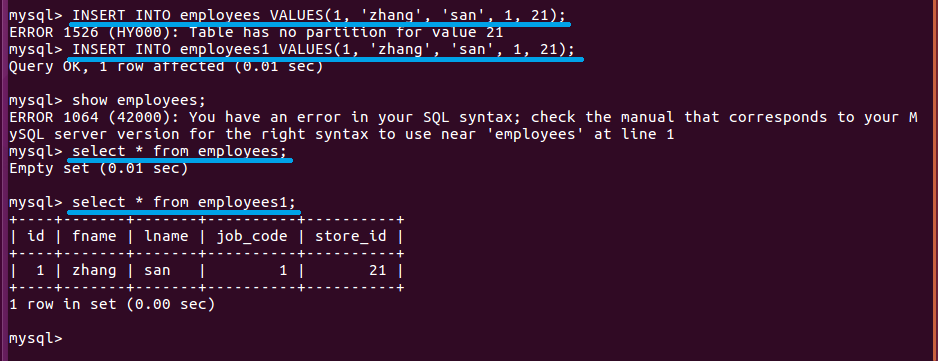 mysql> INSERT INTO employees VALUES(1, 'zhang', 'san', 1, 21);
ERROR 1526 (HY000): Table has no partition for value 21
mysql> INSERT INTO employees1 VALUES(1, 'zhang', 'san', 1, 21);
Query OK, 1 row affected (0.01 sec)

mysql> show employees;
ERROR 1064 (42000): You have an error in your SQL syntax; check the manual that corresponds to your M
ySQL server version for the right syntax to use near 'employees' at line 1
mysql> select * from employees;
Empty set (0.01 sec)

mysql> select * from employees1;
+----+-------+-------+----------+----------+
| id | fname | lname | job_code | store_id |
+----+-------+-------+----------+----------+
|  1 | zhang | san   |        1 |       21 |
+----+-------+-------+----------+----------+
1 row in set (0.00 sec)

mysql>